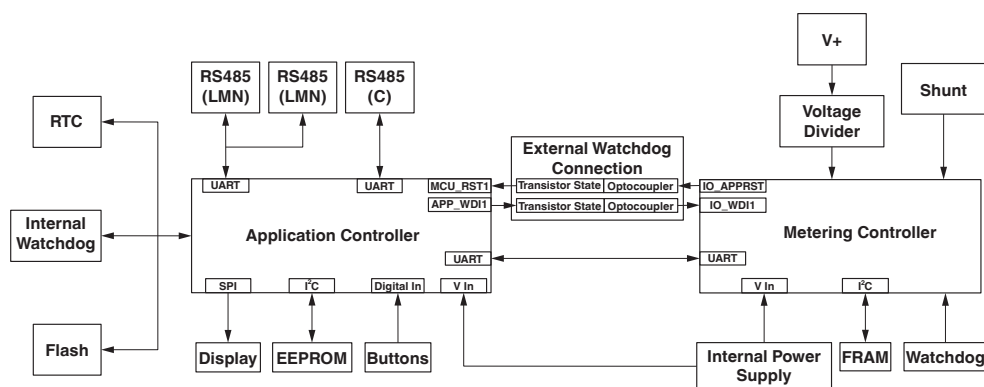 V+
RS485
(LMN)
RS485
(LMN)
RS485
(C)
Shunt
RTC
Voltage
Divider
External Watchdog
Connection
UART
UART
MCU_RST1
Transistor State
Optocoupler
IO_APPRST
APP_WDI1
Transistor State
Optocoupler
IO_WDI1
Internal
Watchdog
Application Controller
Metering Controller
UART
UART
SPI
I²C
Digital In
V In
V In
I²C
Flash
Display
EEPROM
Buttons
Internal Power
Supply
FRAM
Watchdog